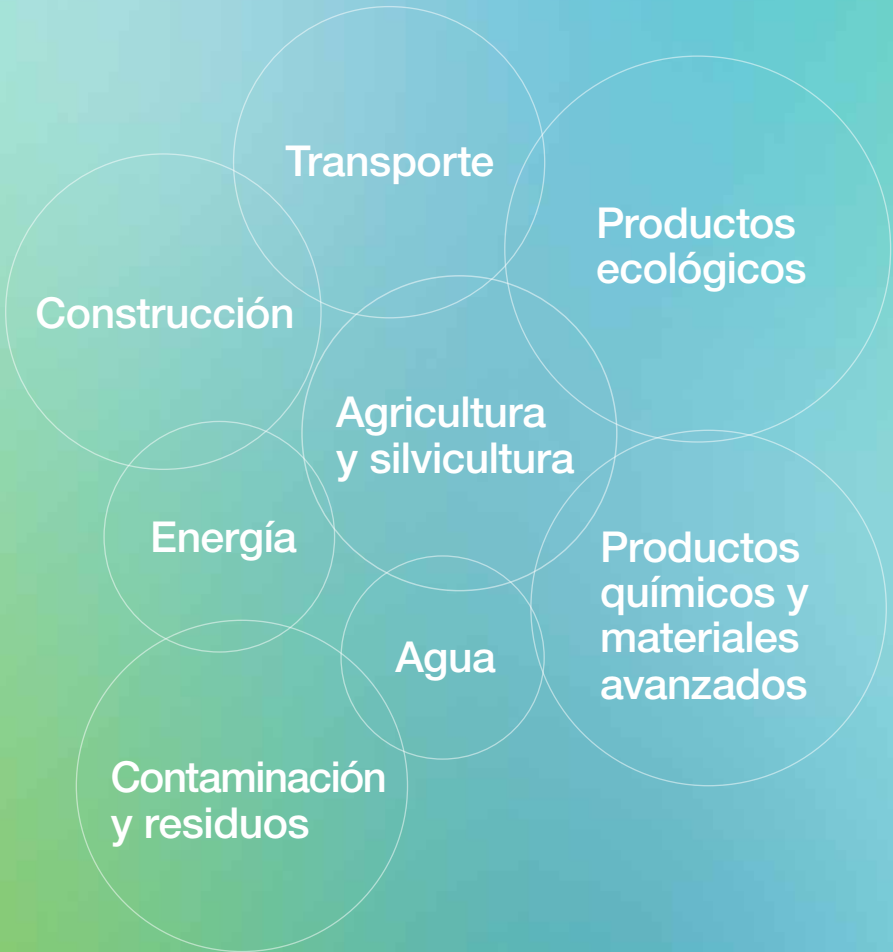 Transporte
Productos
ecológicos
Construcción
Agricultura
y silvicultura
Energía
Productos
químicos y
materiales
avanzados
Agua
Contaminación
y residuos